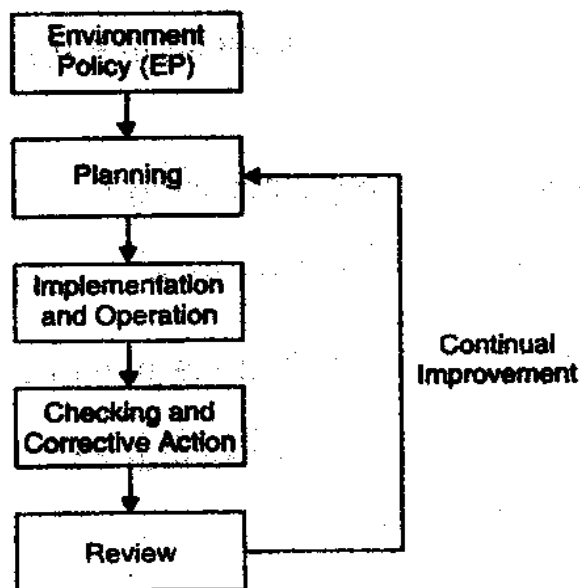 Environment
Policy (EP)
Planning
Implementation
and Operation
Checking and
Corrective Action
Review
Continual
Improvement